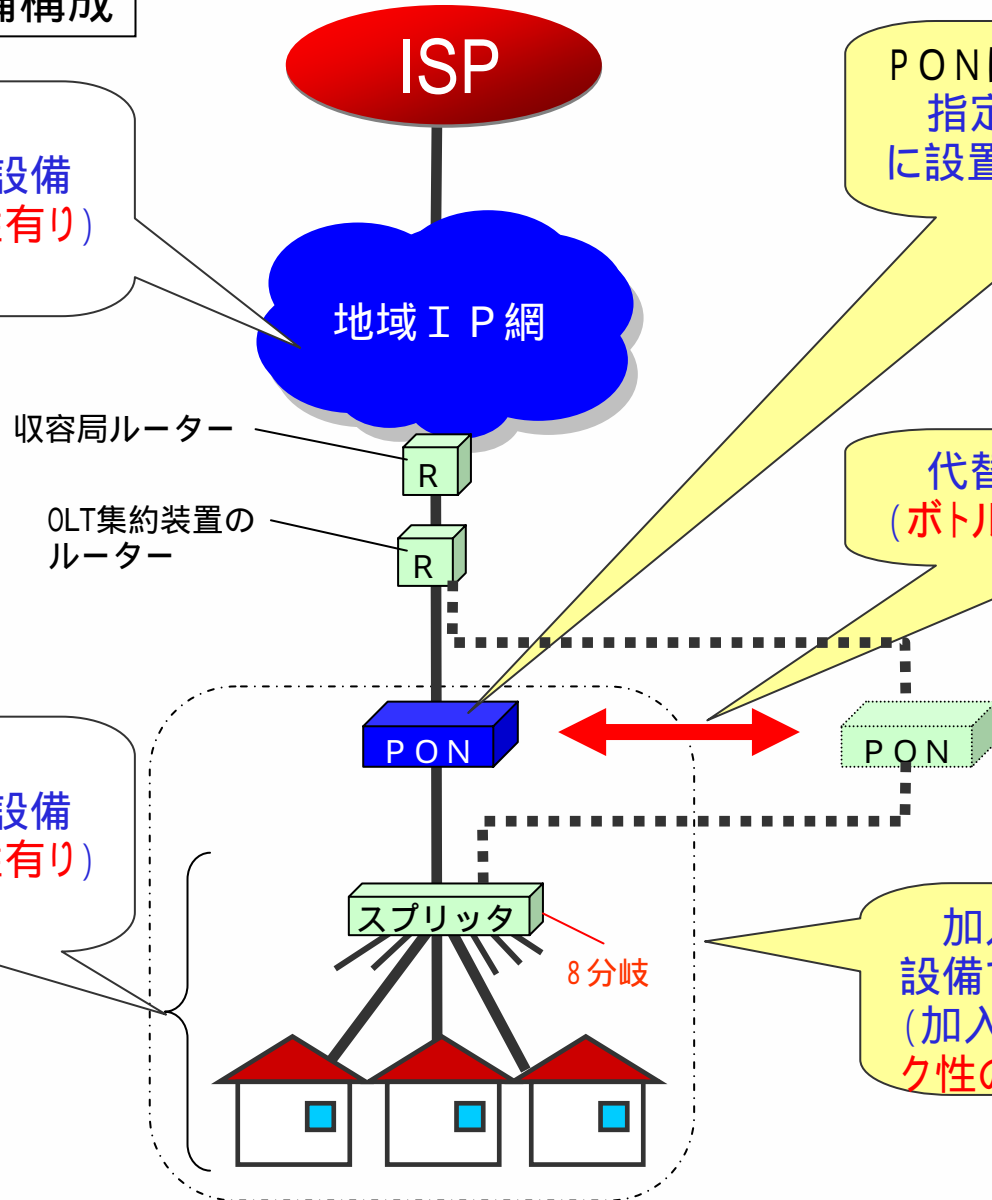 構成
ISP
PON
指定
に設置
設備
有り)
地域IP網
収容局ルーター
R
OLT集約装置の
ルーター
R
代替
(ボトル
PON
PON
設備
有り)
スプリッタ
8分岐
加入
設備
(加入
ク性の